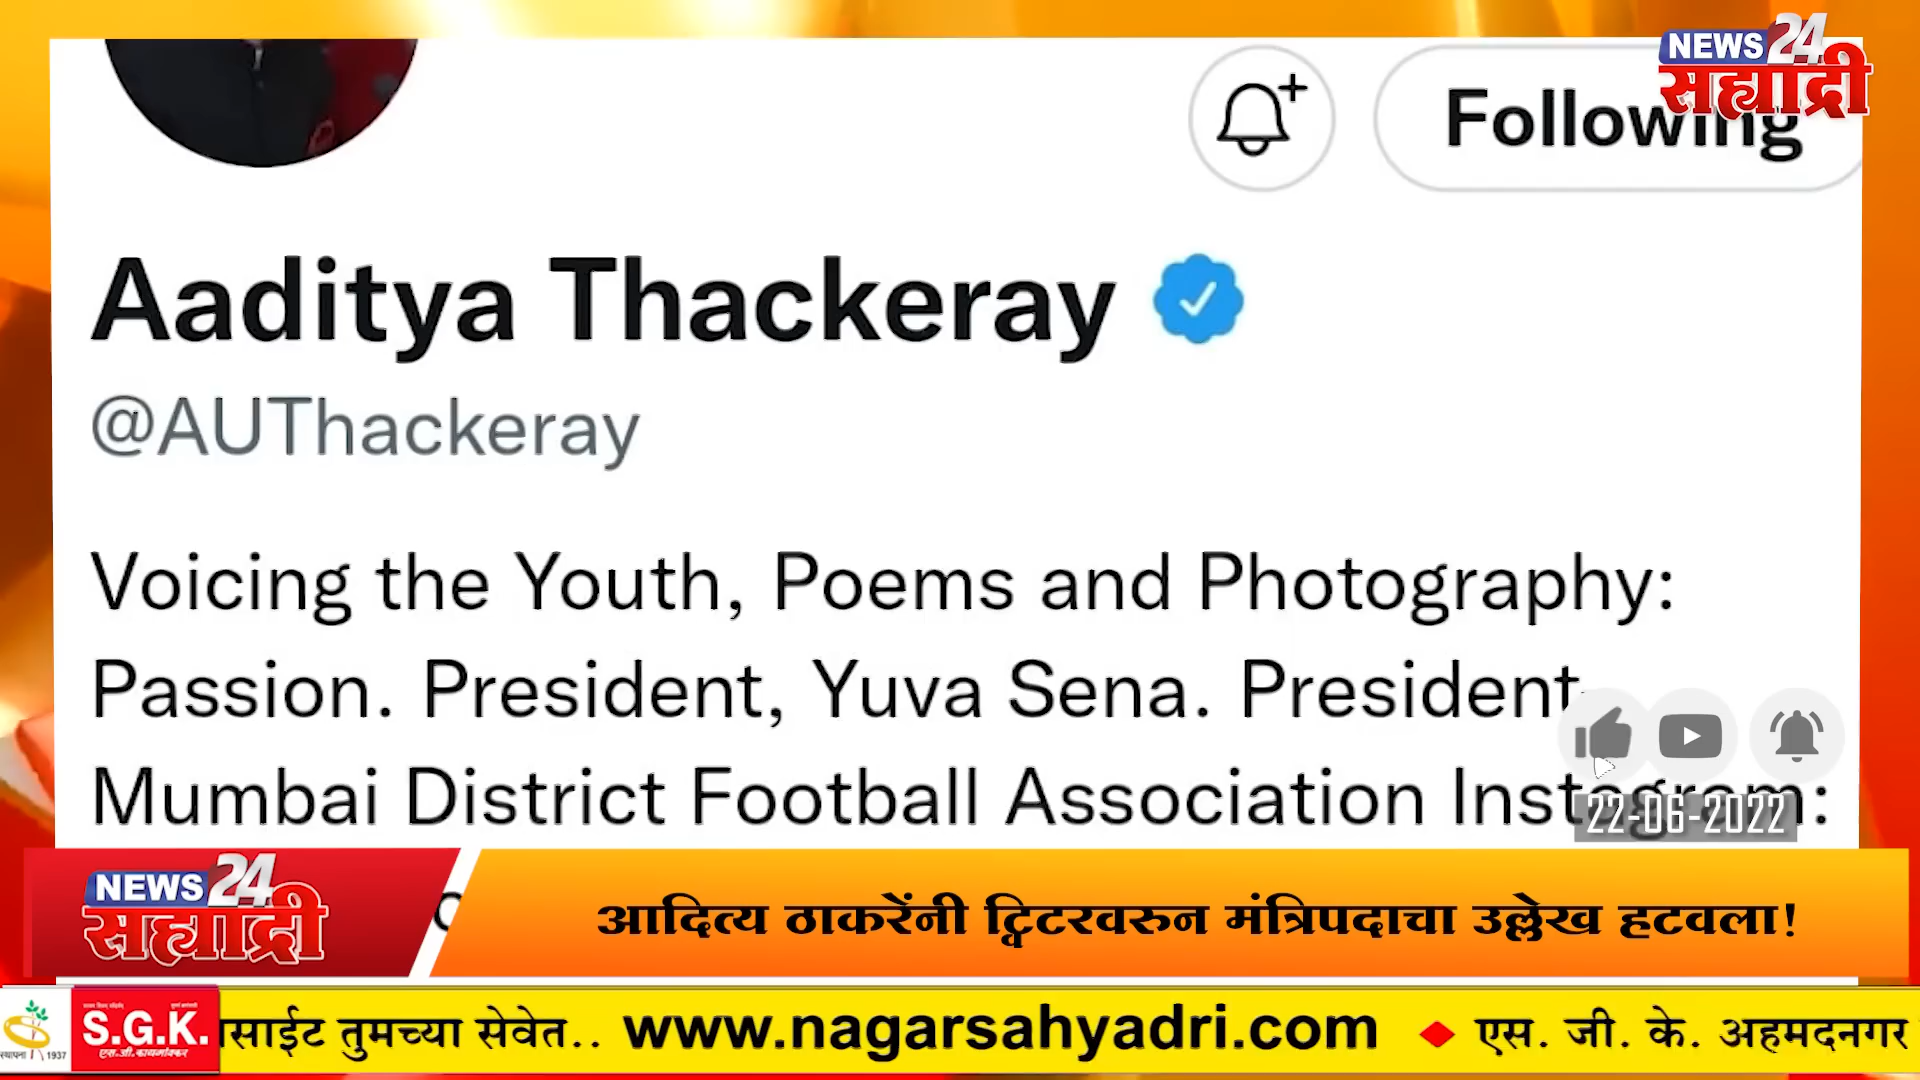 NEWS 24
सह्याद्री
Following
Aaditya Thackeray
@AUThackeray
Voicing the Youth, Poems and Photography:
Passion. President, Yuva Sena. President,
Mumbai District Football Association Instagram:
22-06-2022
NEWS 24
सह्याद्री
आदित्य ठाकरेंनी ट्विटरवरुन मंत्रिपदाचा उल्लेख हटवला!
स्थापना 1937
S.G.K.
साईट तुमच्या सेवेत.. www.nagarsahyadri.com ◆ एस. जी. के. अहमदनगर